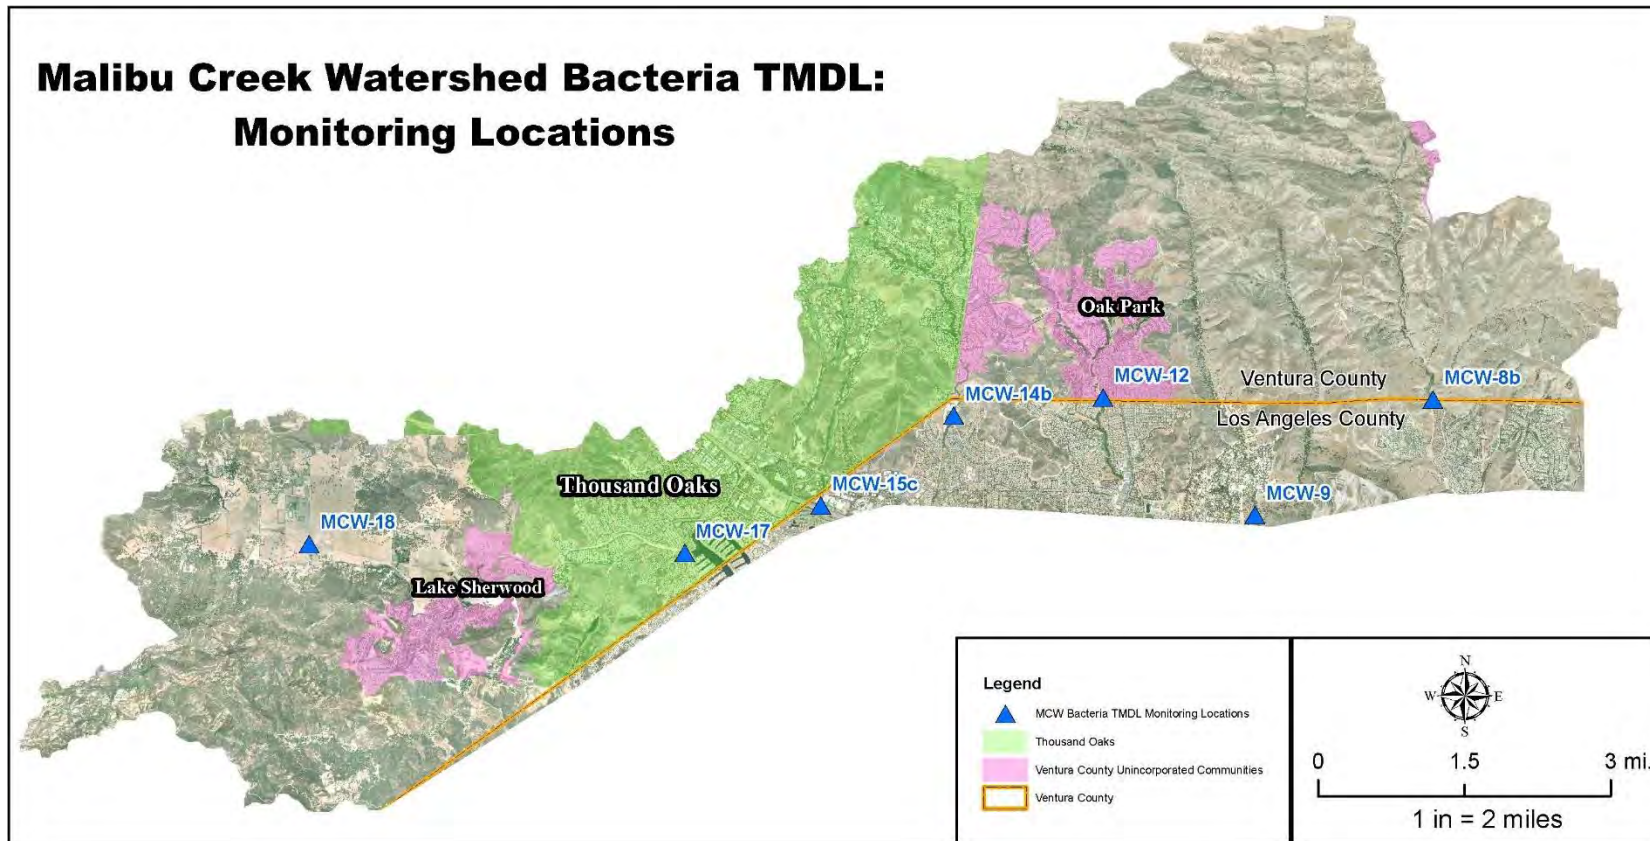 Malibu Creek Watershed Bacteria TMDL:
Monitoring Locations
Oak Park
MCW-12
Ventura County
MCW-8b
MCW-14b
Los Angeles County
Thousand Oaks
MCW-15c
MCW-9
MCW-18
MCW-17
Lake Sherwood
Legend
MCW Bacteria TMDL Monitoring Locations
Thousand Oaks
Ventura County Unincorporated Communities
Ventura County
N
W
E
S
0 1.5 3 mi.
1 in = 2 miles